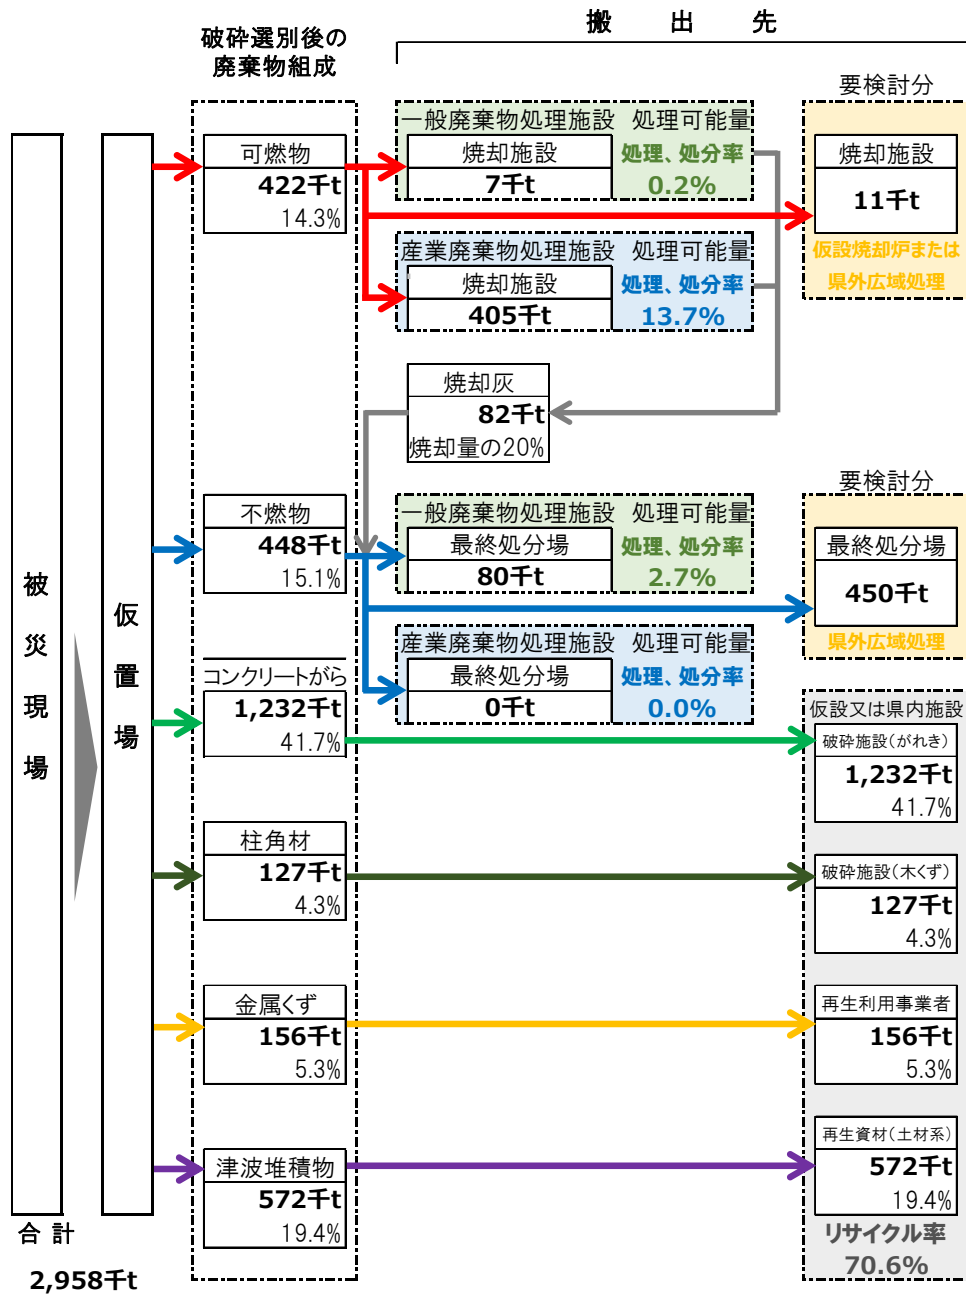 搬 出 先
破砕選別後の
廃棄物組成
要検討分
一般廃棄物処理施設 処理可能量
可燃物
422千t
14.3%
焼却施設
7千t
処理、処分率
0.2%
焼却施設
11千t
仮設焼却炉または
県外広域処理
産業廃棄物処理施設 処理可能量
焼却施設
405千t
処理、処分率
13.7%
焼却灰
82千t
焼却量の20%
要検討分
一般廃棄物処理施設 処理可能量
不燃物
448千t
15.1%
最終処分場
80千t
処理、処分率
2.7%
最終処分場
450千t
県外広域処理
産業廃棄物処理施設 処理可能量
最終処分場
0千t
処理、処分率
0.0%
被災現場
仮置場
コンクリートがら
1,232千t
41.7%
仮設又は県内施設
破砕施設(がれき)
1,232千t
41.7%
柱角材
127千t
4.3%
破砕施設(木くず)
127千t
4.3%
金属くず
156千t
5.3%
再生利用事業者
156千t
5.3%
津波堆積物
572千t
19.4%
再生資材(土材系)
572千t
19.4%
リサイクル率
70.6%
合 計
2,958千t